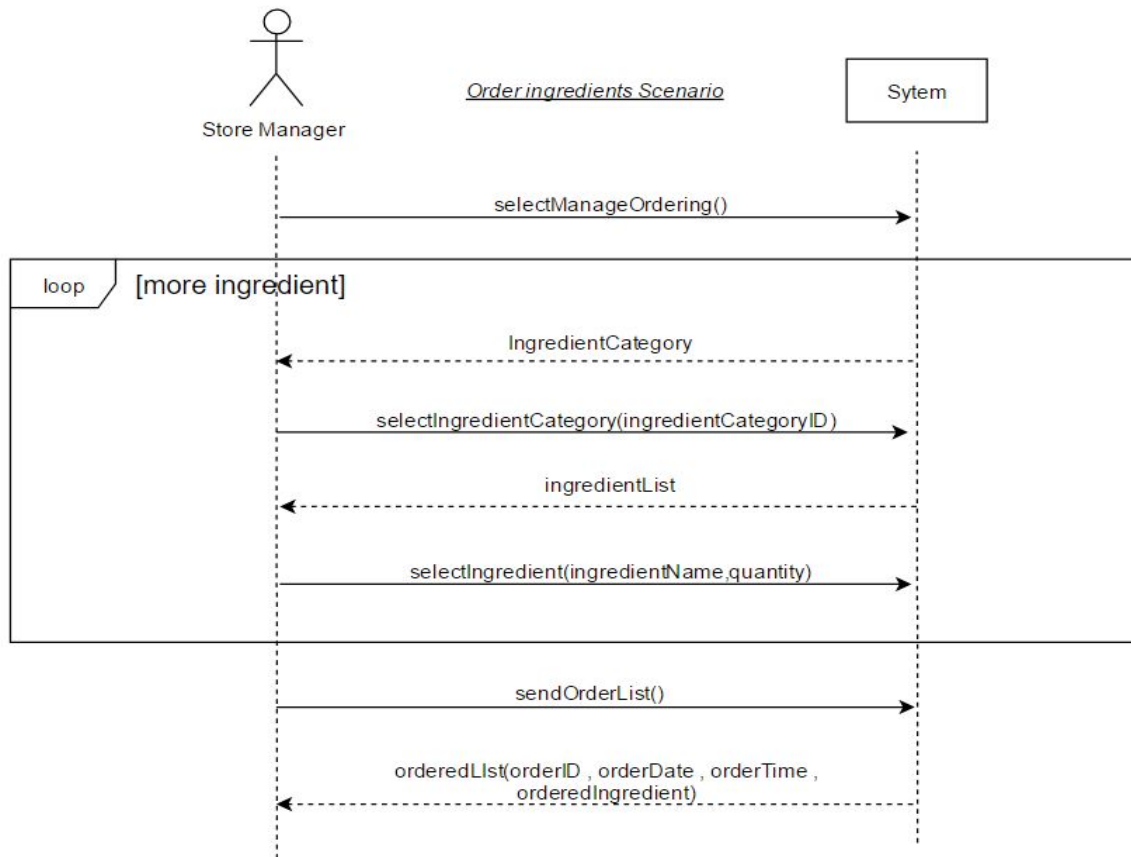 Order ingredients Scenario
Sytem
Store Manager
selectManageOrdering()
loop
[more ingredient]
IngredientCategory
selectIngredientCategory(ingredientCategoryID)
ingredientList
selectIngredient(ingredientName,quantity)
sendOrderList()
orderedLIst(orderID , orderDate , orderTime ,
orderedIngredient)